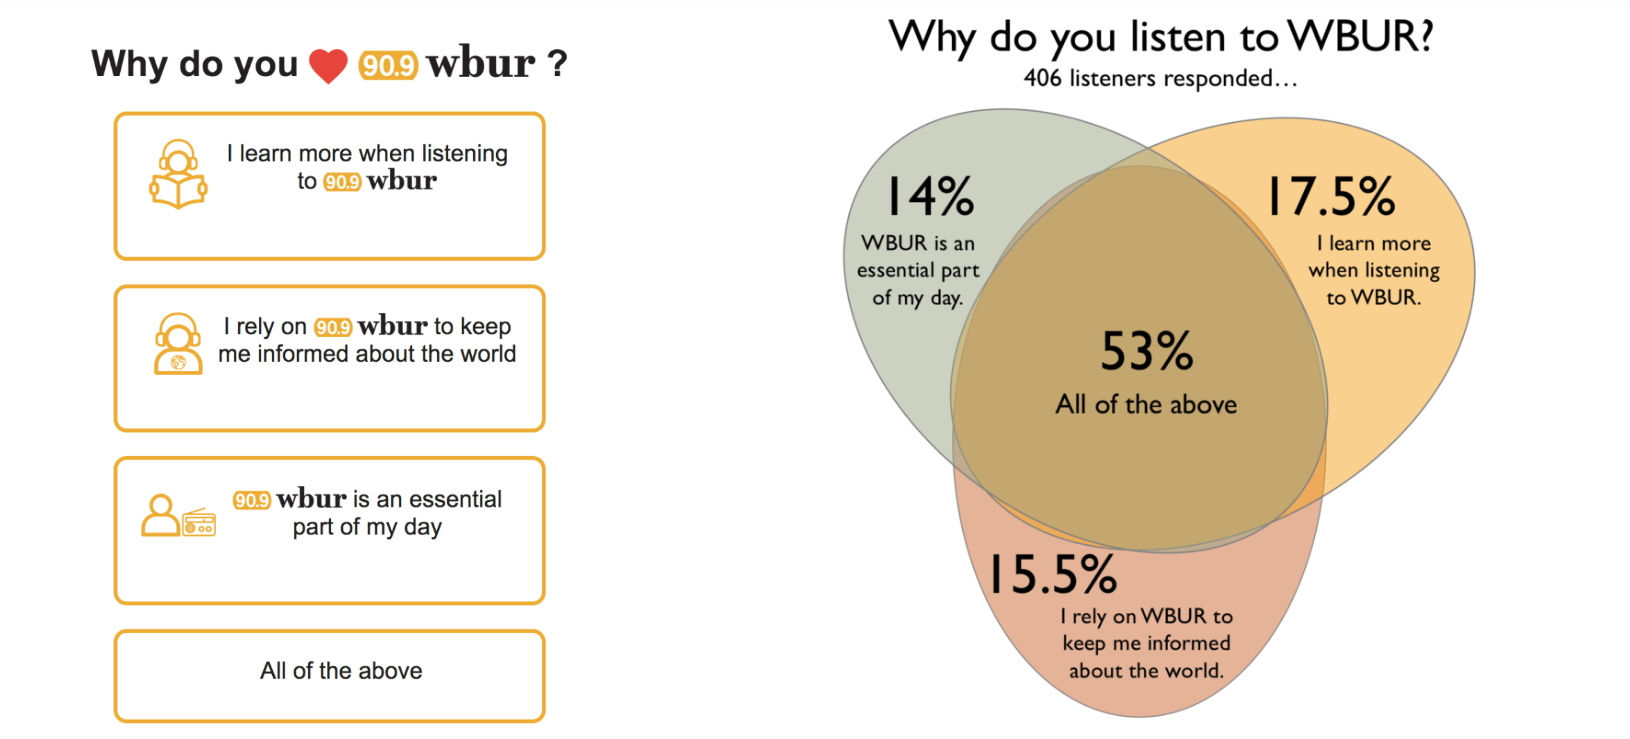 Why do you 90.9 wbur ?
I learn more when listening
to 90.9 wbur
I rely on 90.9 wbur to keep
me informed about the world
90.9 wbur is an essential
part of my day
All of the above
Why do you listen to WBUR?
406 listeners responded...
14%
WBUR is an
essential part
of my day.
17.5%
I learn more
when listening
to WBUR.
53%
All of the above
15.5%
I rely on WBUR to
keep me informed
about the world.